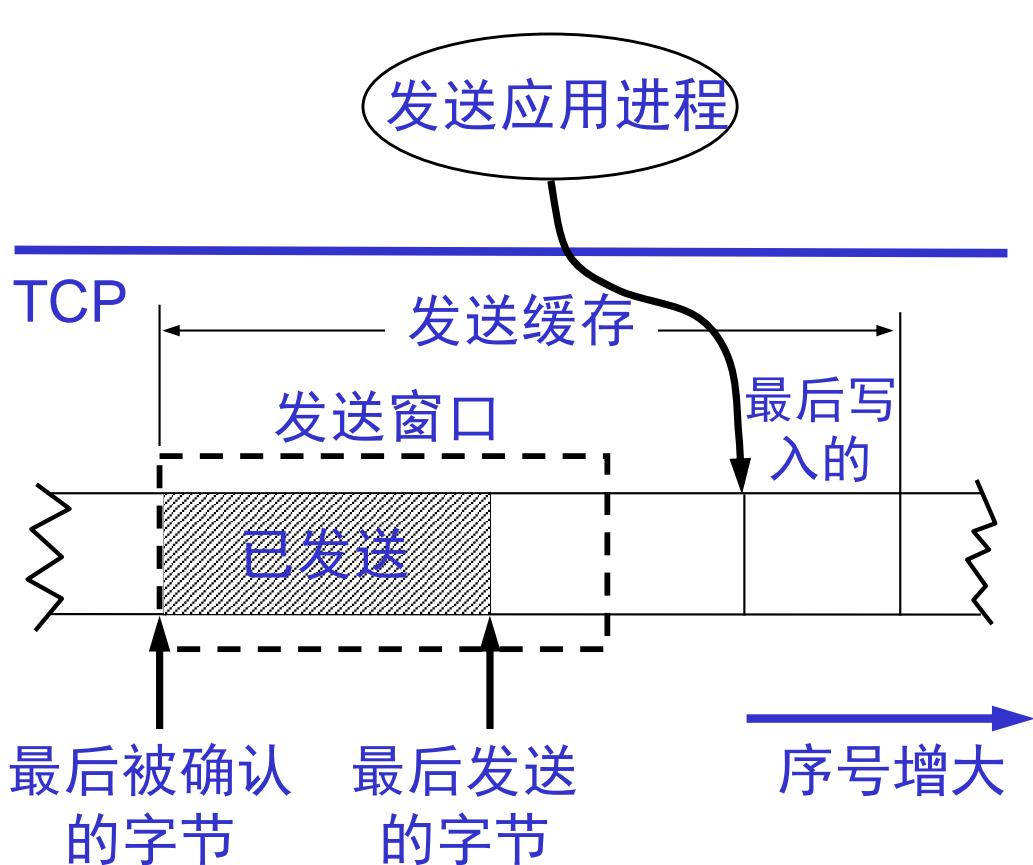 发送应用进程
TCP
发送缓存
发送窗口
最后写
入的
已发送
最后被确认
的字节
最后发送
的字节
序号增大